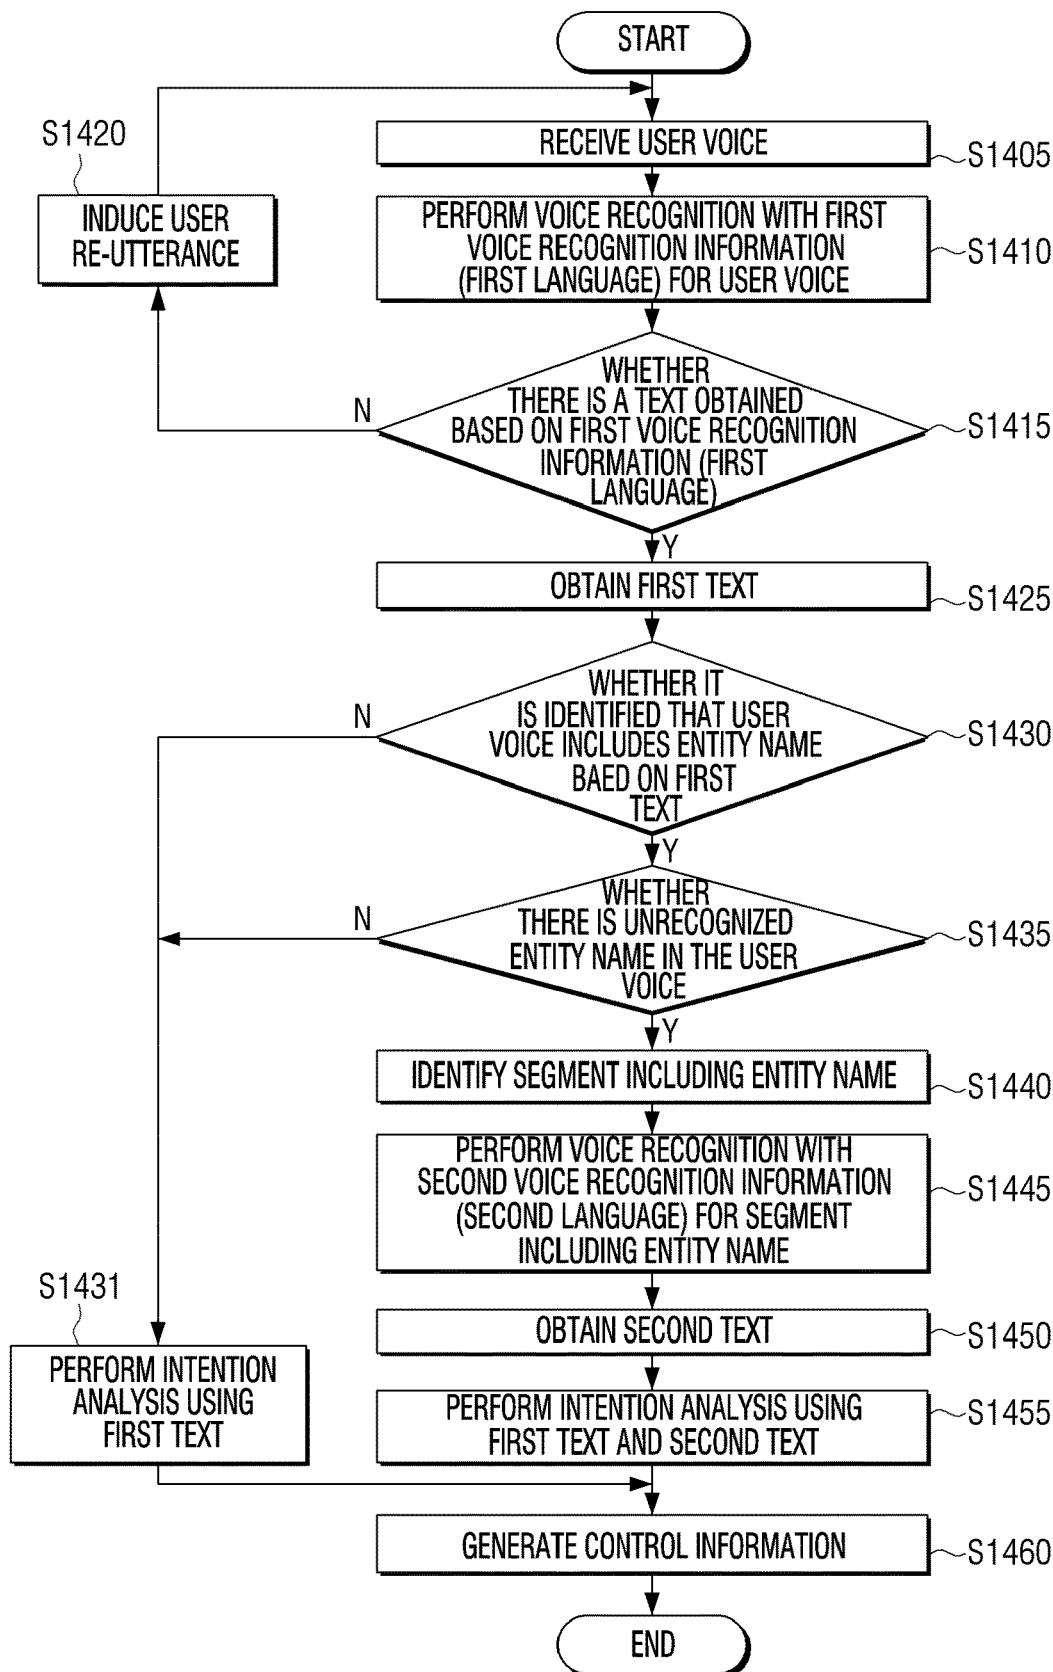 START
RECEIVE USER VOICE
S1405
S1420
INDUCE USER
RE-UTTERANCE
PERFORM VOICE RECOGNITION WITH FIRST
VOICE RECOGNITION INFORMATION
(FIRST LANGUAGE) FOR USER VOICE
S1410
WHETHER
THERE IS A TEXT OBTAINED
BASED ON FIRST VOICE RECOGNITION
INFORMATION (FIRST
LANGUAGE)
S1415
N
Y
OBTAIN FIRST TEXT
S1425
WHETHER IT
IS IDENTIFIED THAT USER
VOICE INCLUDES ENTITY NAME
BAED ON FIRST
TEXT
S1430
N
Y
WHETHER
THERE IS UNRECOGNIZED
ENTITY NAME IN THE USER
VOICE
S1435
N
Y
IDENTIFY SEGMENT INCLUDING ENTITY NAME
S1440
PERFORM VOICE RECOGNITION WITH
SECOND VOICE RECOGNITION INFORMATION
(SECOND LANGUAGE) FOR SEGMENT
INCLUDING ENTITY NAME
S1445
OBTAIN SECOND TEXT
S1450
S1431
PERFORM INTENTION
ANALYSIS USING
FIRST TEXT
PERFORM INTENTION ANALYSIS USING
FIRST TEXT AND SECOND TEXT
S1455
GENERATE CONTROL INFORMATION
S1460
END